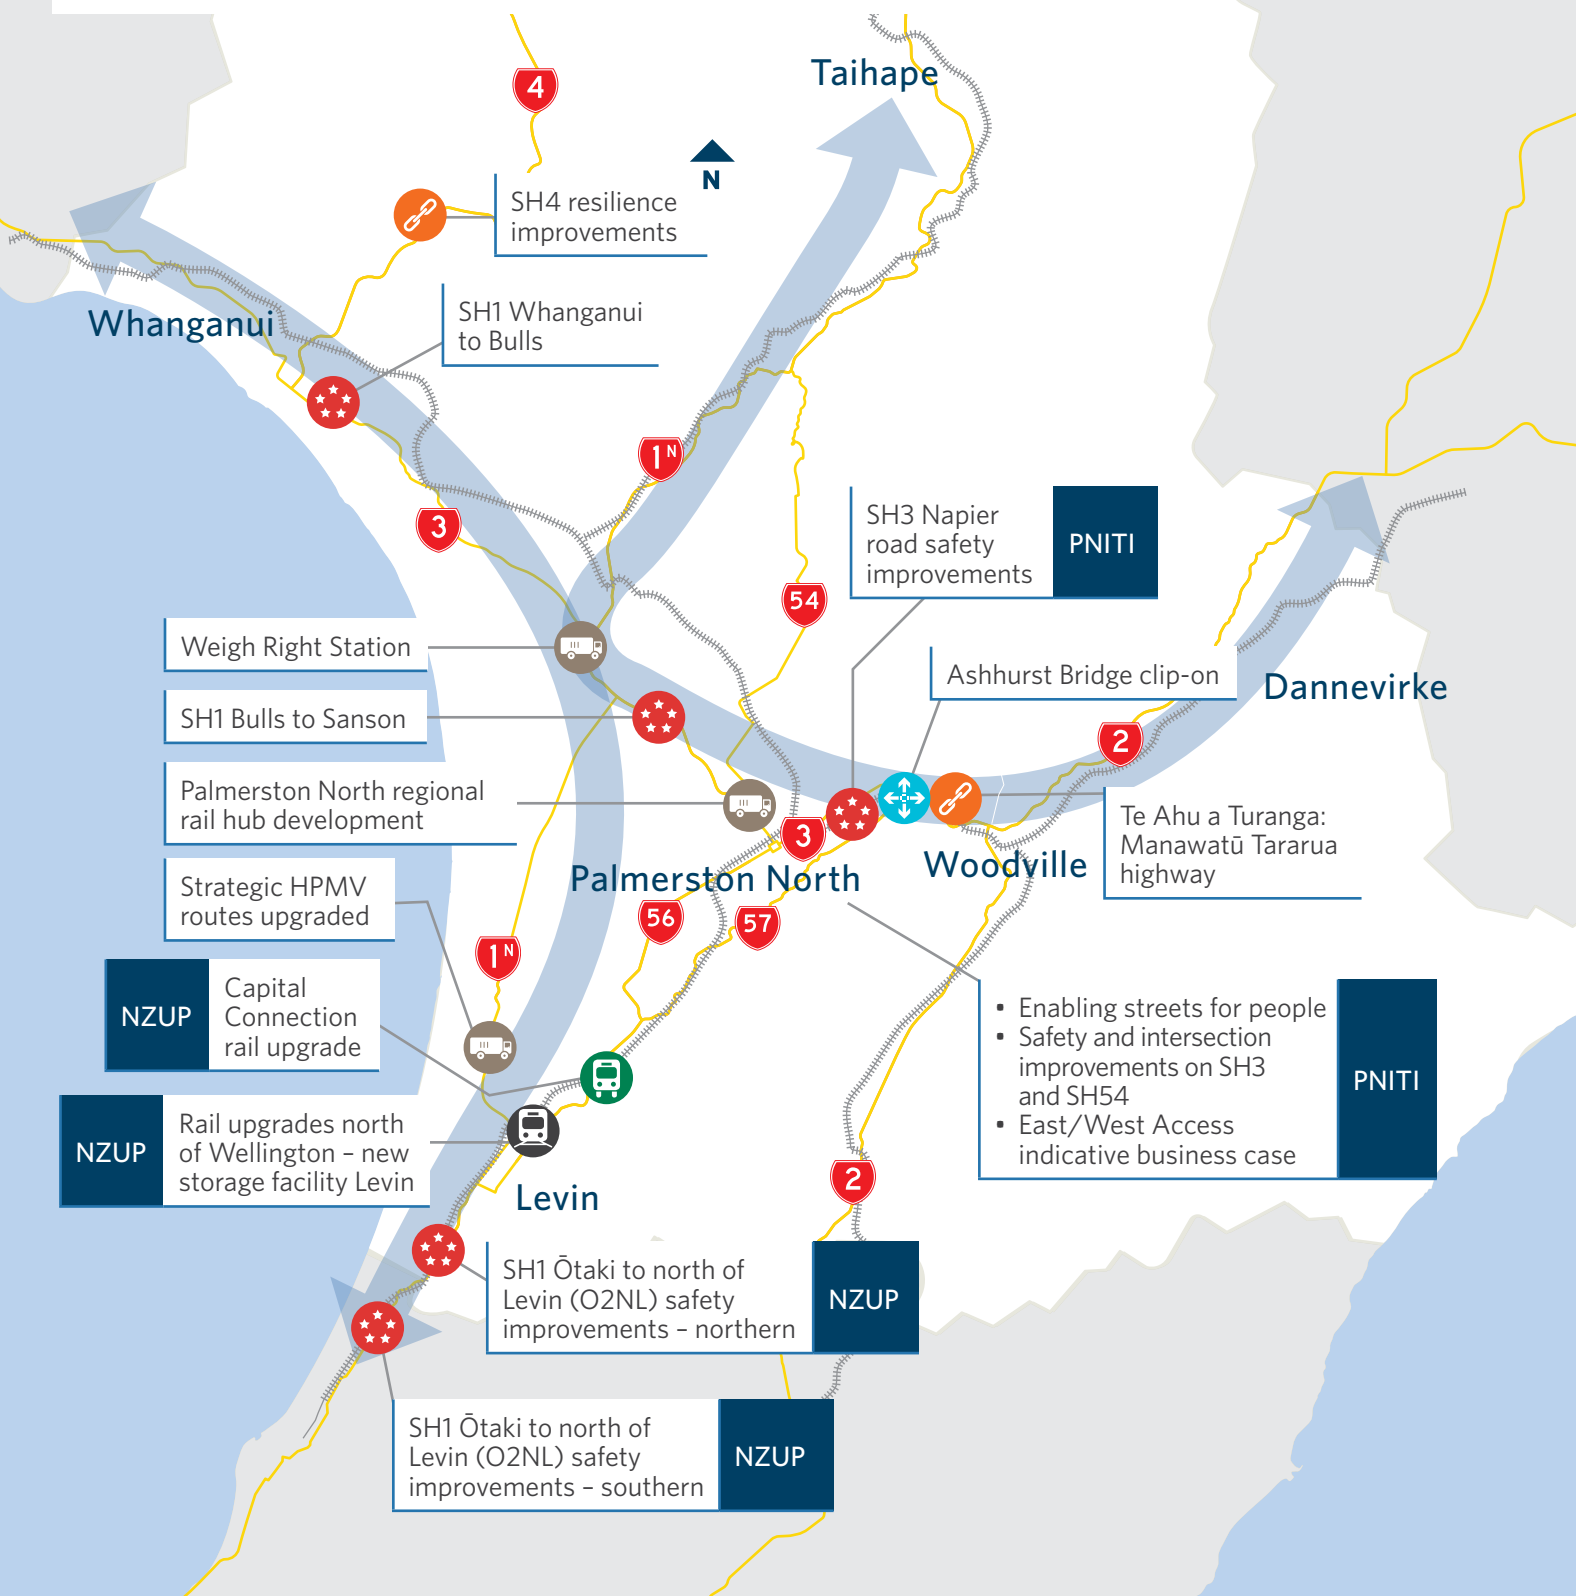 Taihape
4
N
SH4 resilience
improvements
SH1 Whanganui
to Bulls
Whanganui
1N
3
SH3 Napier
road safety
improvements
PNITI
54
Weigh Right Station
Ashhurst Bridge clip-on
Dannevirke
SH1 Bulls to Sanson
2
Palmerston North regional
rail hub development
3
Te Ahu a Turanga:
Manawatū Tararua
highway
Palmerston North
Woodville
Strategic HPMV
routes upgraded
56
57
1N
NZUP
Capital
Connection
rail upgrade
• Enabling streets for people
• Safety and intersection
improvements on SH3
and SH54
• East/West Access
indicative business case
PNITI
NZUP
Rail upgrades north
of Wellington – new
storage facility Levin
2
Levin
SH1 Ōtaki to north of
Levin (O2NL) safety
improvements – northern
NZUP
SH1 Ōtaki to north of
Levin (O2NL) safety
improvements – southern
NZUP